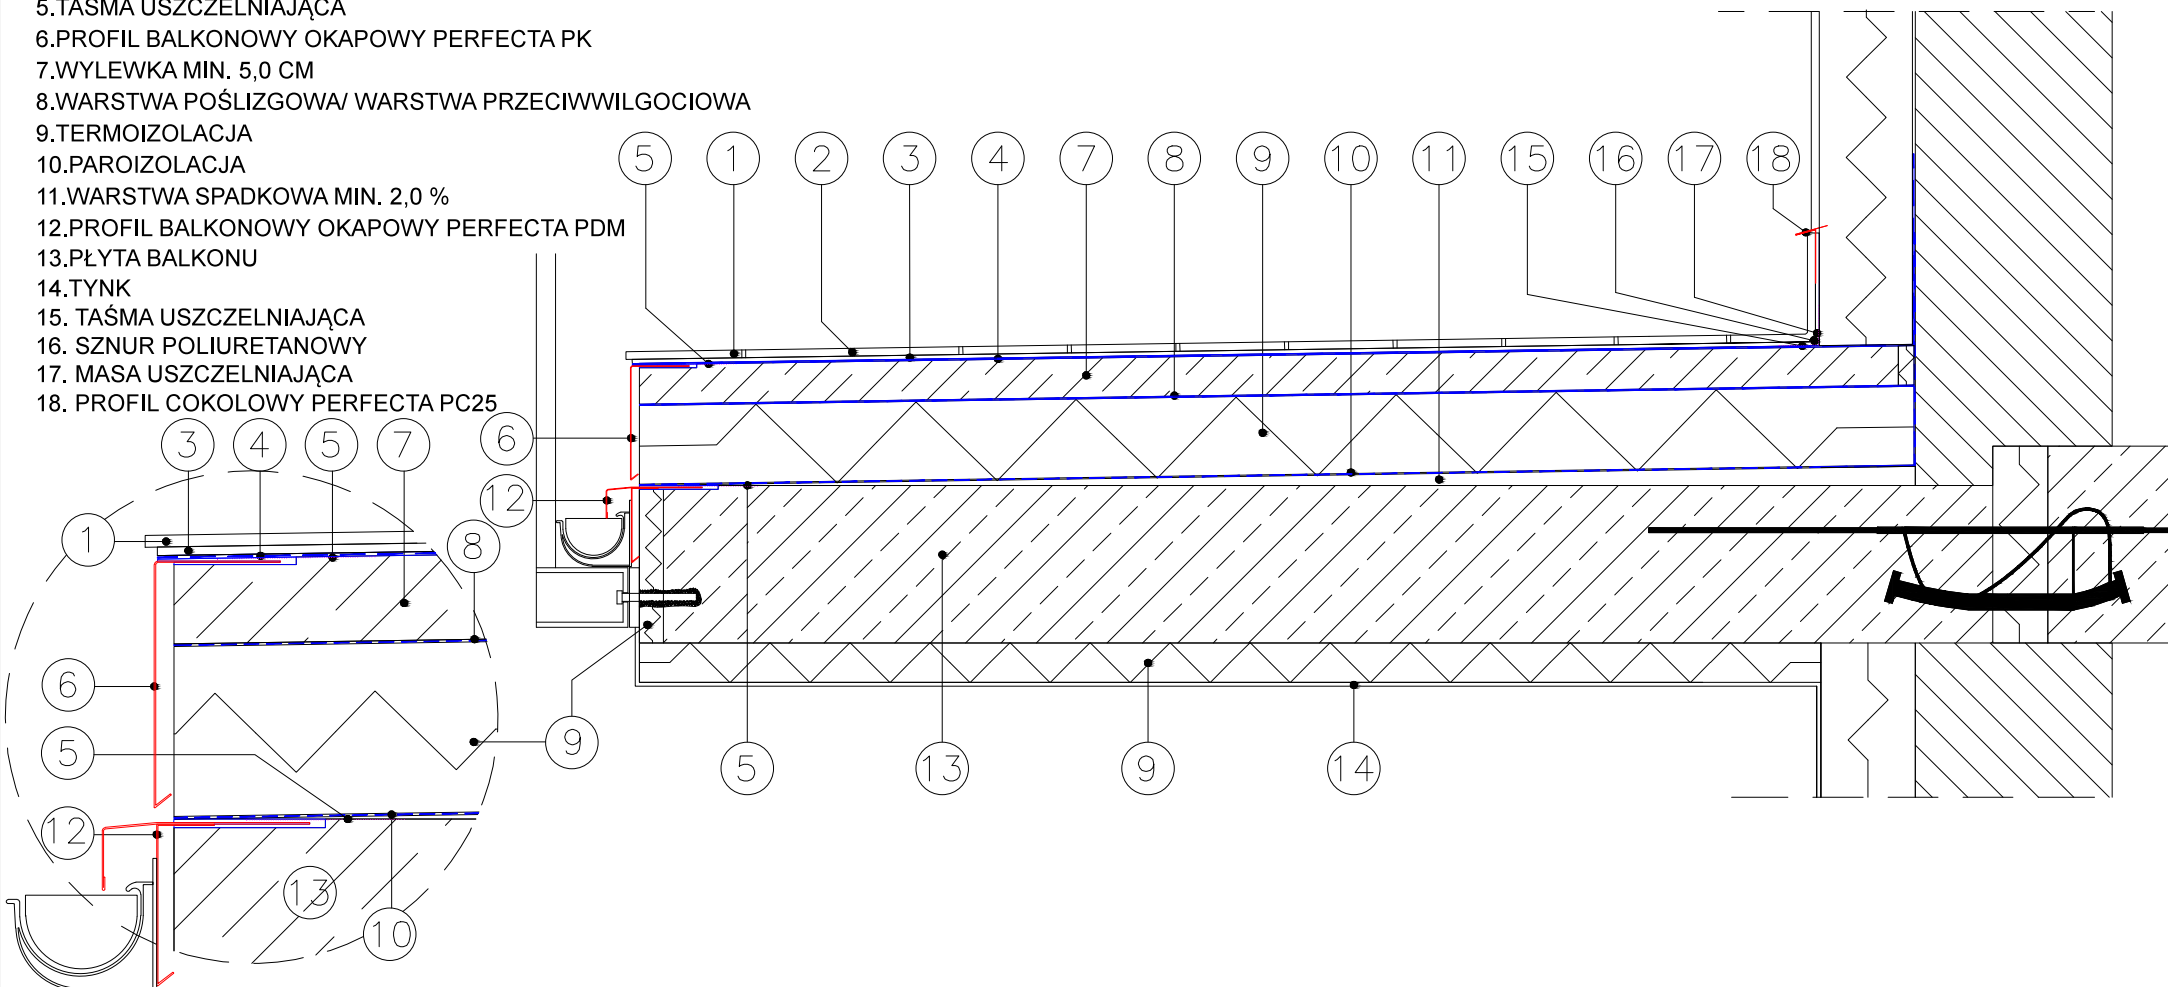 5.TAŚMA USZCZELNIAJĄCA
6.PROFIL BALKONOWY OKAPOWY PERFECTA PK
7.WYLEWKA MIN. 5,0 CM
8.WARSTWA POŚLIZGOWA/ WARSTWA PRZECIWWILGOCIOWA
9.TERMOIZOLACJA
10.PAROIZOLACJA
11.WARSTWA SPADKOWA MIN. 2,0 %
12.PROFIL BALKONOWY OKAPOWY PERFECTA PDM
13.PŁYTA BALKONU
14.TYNK
15. TAŚMA USZCZELNIAJĄCA
16. SZNUR POLIURETANOWY
17. MASA USZCZELNIAJĄCA
18. PROFIL COKOLOWY PERFECTA PC25
5 1 2 3 4 7 8 9 10 11 15 16 17 18
3 4 5 7 6
12
1 8
6
5 9 5 13 9 14
12
13
10